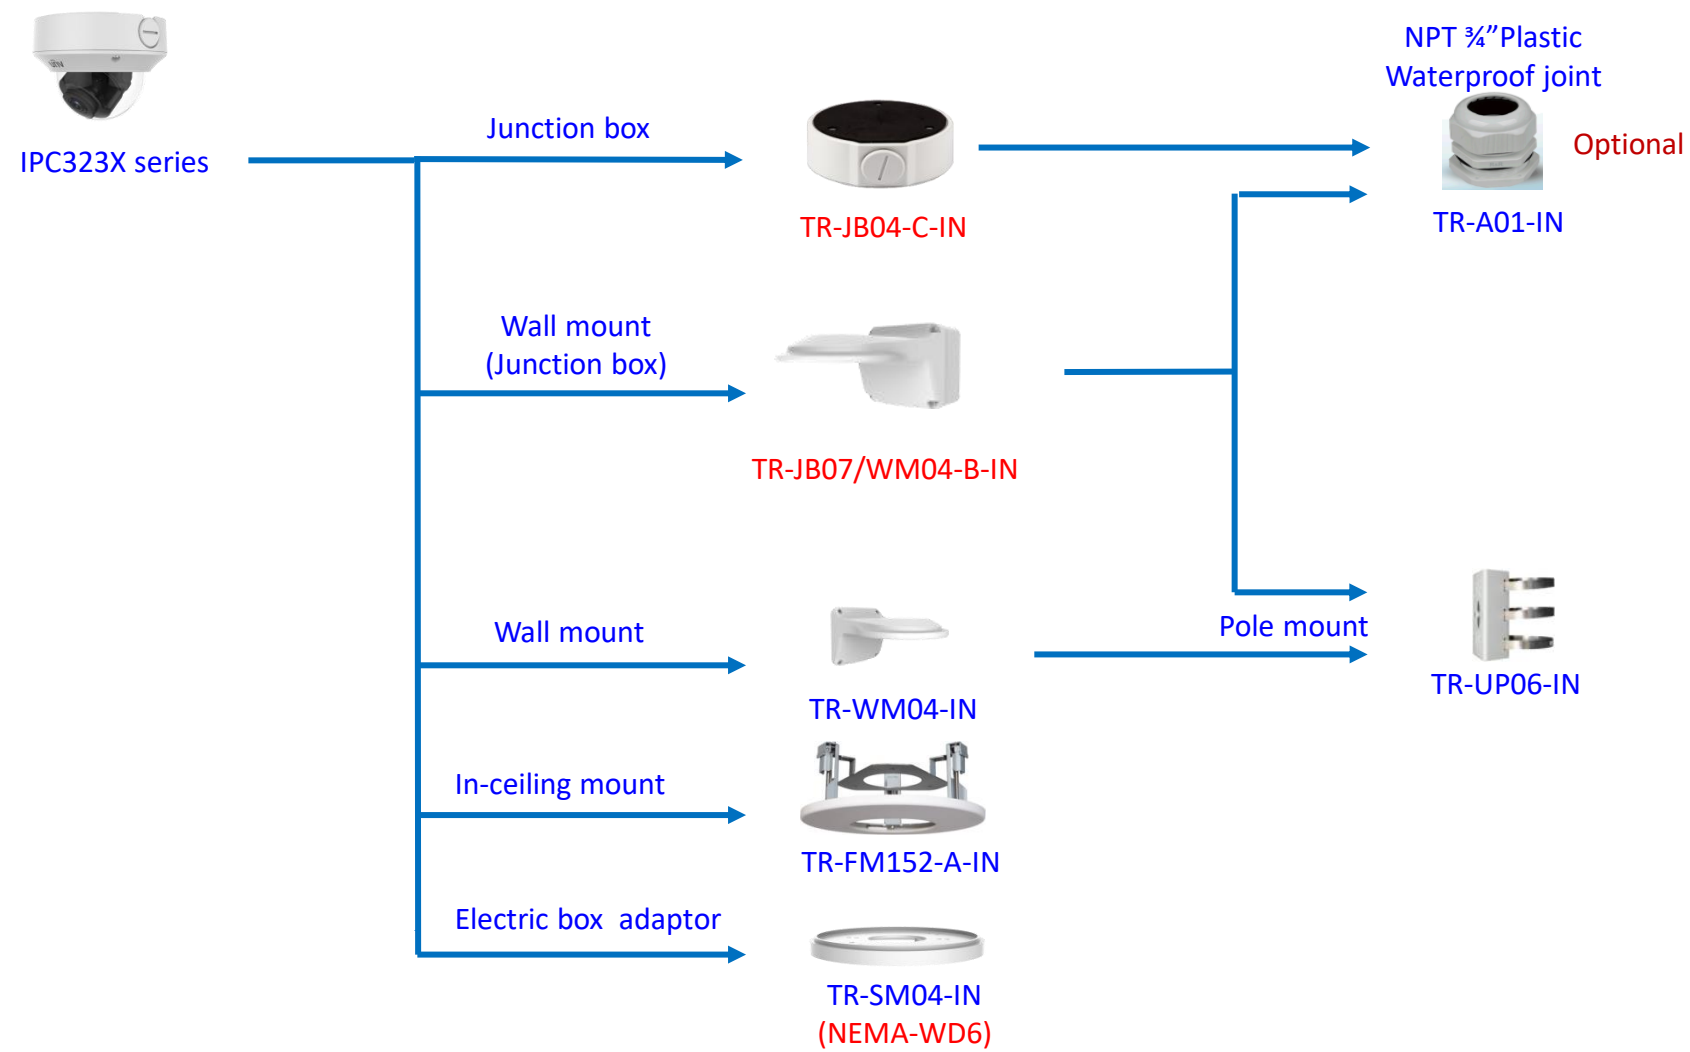 NPT ¾”Plastic
Waterproof joint
unv
IPC323X series
Junction box
TR-JB04-C-IN
Optional
TR-A01-IN
Wall mount
(Junction box)
TR-JB07/WM04-B-IN
Wall mount
TR-WM04-IN
Pole mount
TR-UP06-IN
In-ceiling mount
TR-FM152-A-IN
Electric box  adaptor
TR-SM04-IN
(NEMA-WD6)